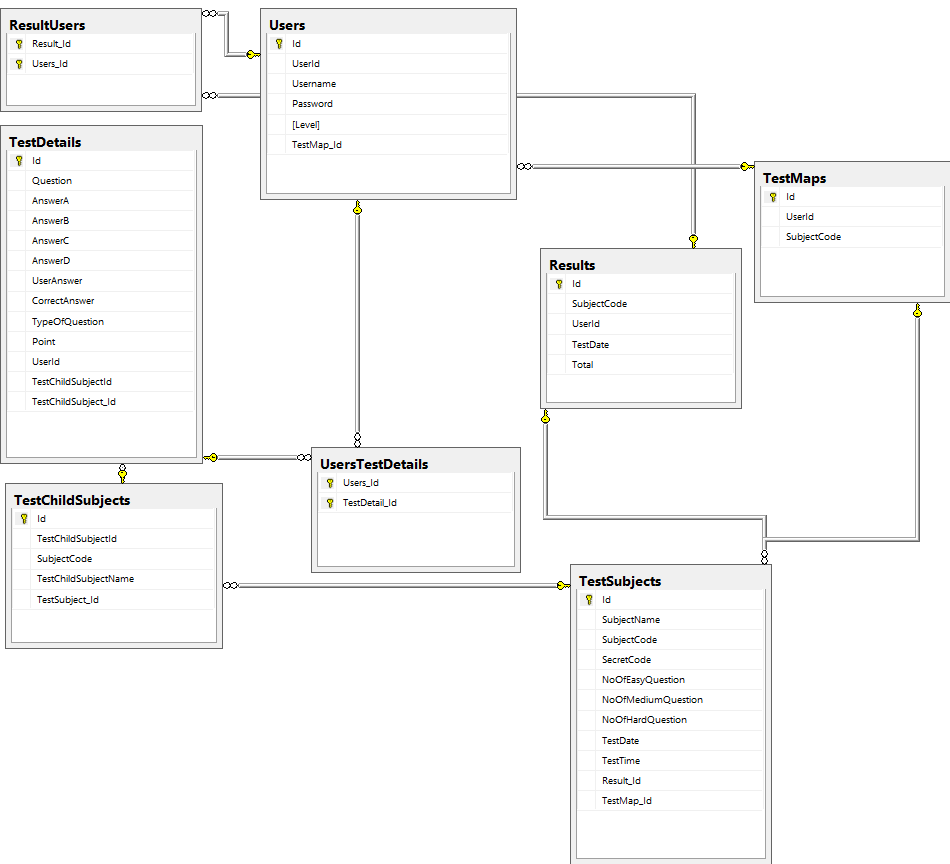 ResultUsers
Result_Id
Users_Id
Users
Id
UserId
Username
Password
[Level]
TestMap_Id
TestDetails
Id
Question
AnswerA
AnswerB
AnswerC
AnswerD
UserAnswer
CorrectAnswer
TypeOfQuestion
Point
UserId
TestChildSubjectId
TestChildSubject_Id
TestMaps
Id
UserId
SubjectCode
Results
Id
SubjectCode
UserId
TestDate
Total
UsersTestDetails
Users_Id
TestDetail_Id
TestChildSubjects
Id
TestChildSubjectId
SubjectCode
TestChildSubjectName
TestSubject_Id
TestSubjects
Id
SubjectName
SubjectCode
SecretCode
NoOfEasyQuestion
NoOfMediumQuestion
NoOfHardQuestion
TestDate
TestTime
Result_Id
TestMap_Id